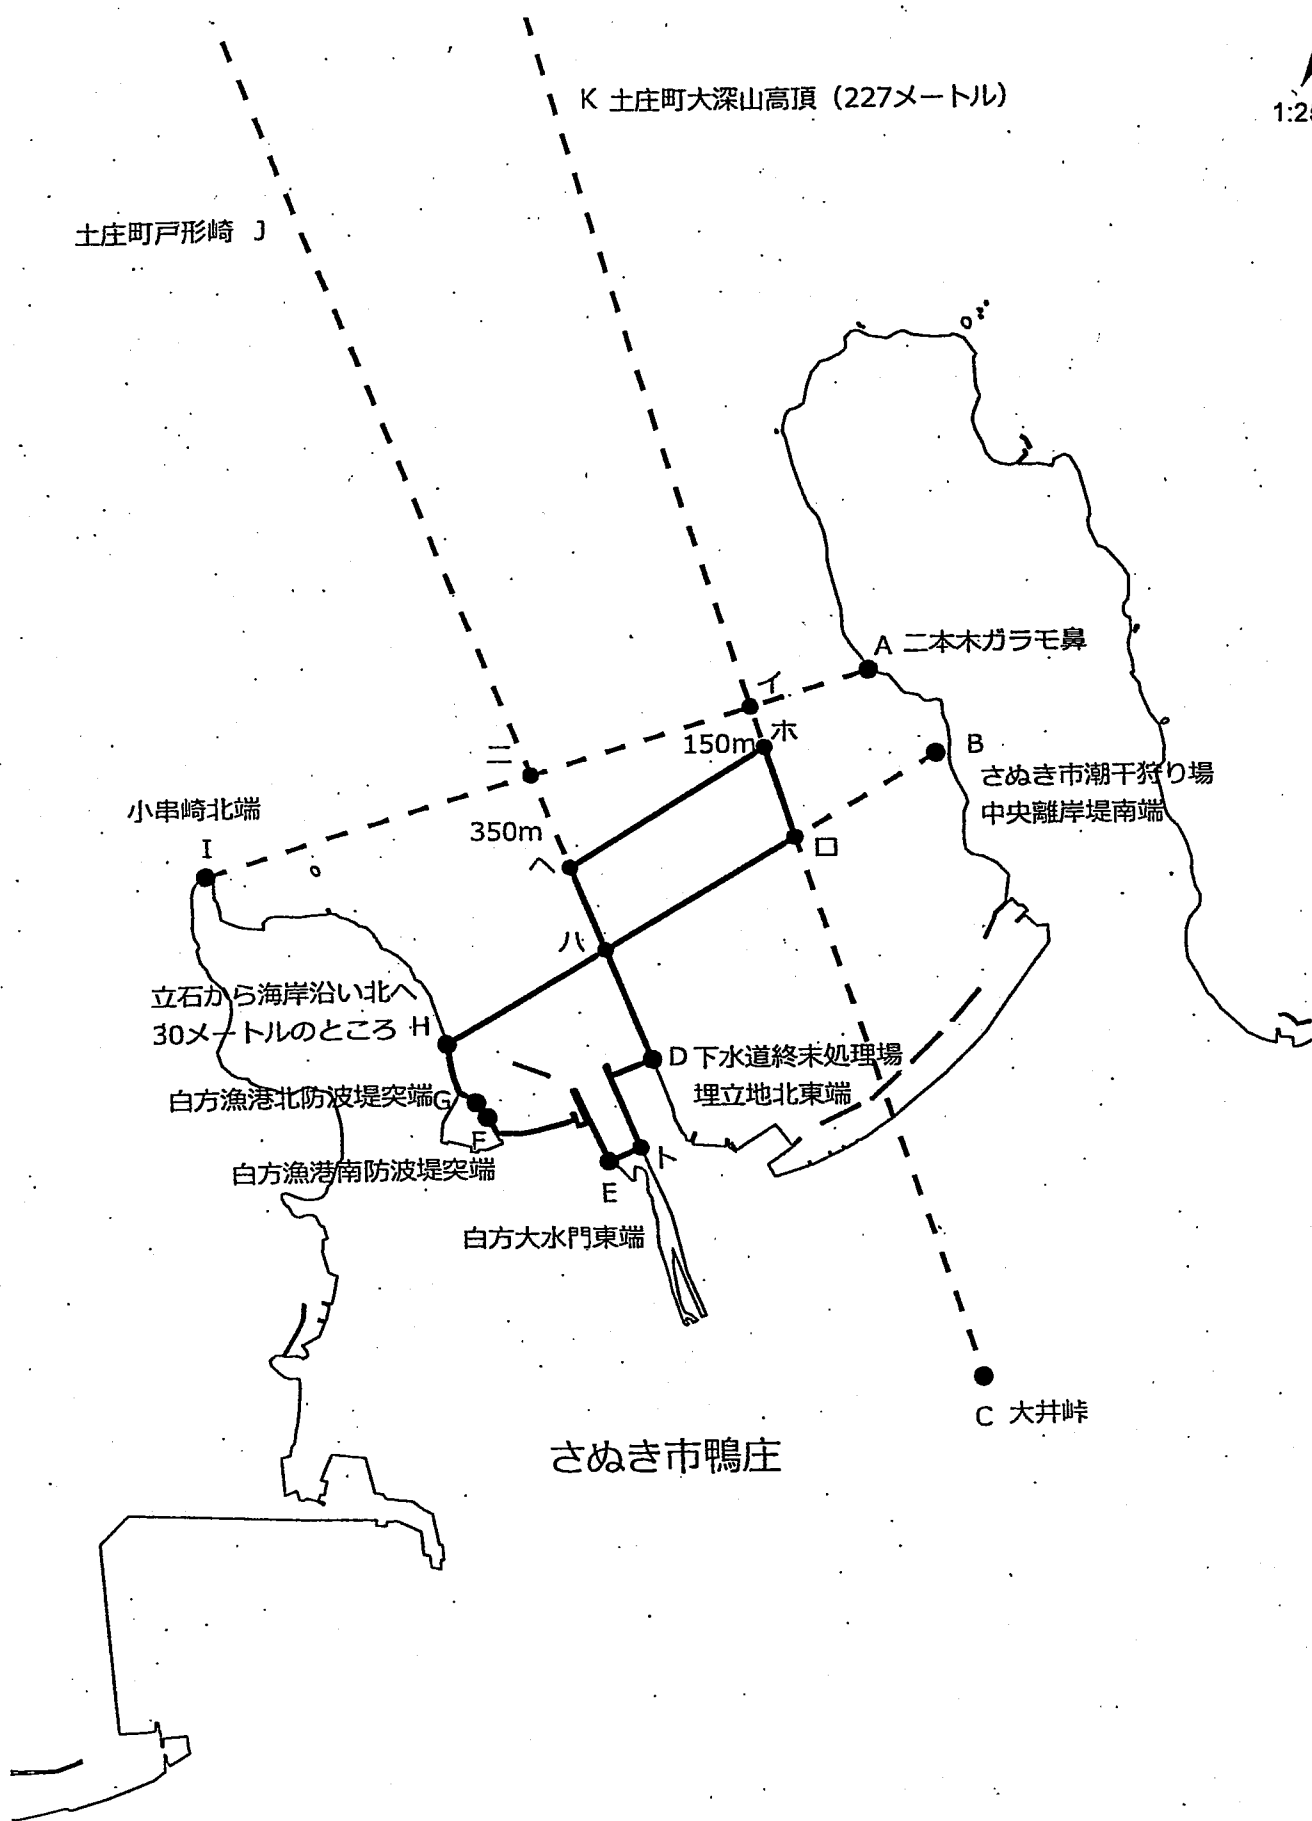 K 土庄町大深山高頂（227メートル）
土庄町戸形崎 J
A 二本木ガラモ鼻
イ
150m ホ
B
さぬき市潮干狩り場
中央離岸堤南端
ニ
小串崎北端
I
350m
ロ
ヘ
ハ
立石から海岸沿い北へ
30メートルのところ H
D 下水道終末処理場
埋立地北東端
白方漁港北防波堤突端 G
F
白方漁港南防波堤突端
ト
E
白方大水門東端
C 大井峠
さぬき市鴨庄